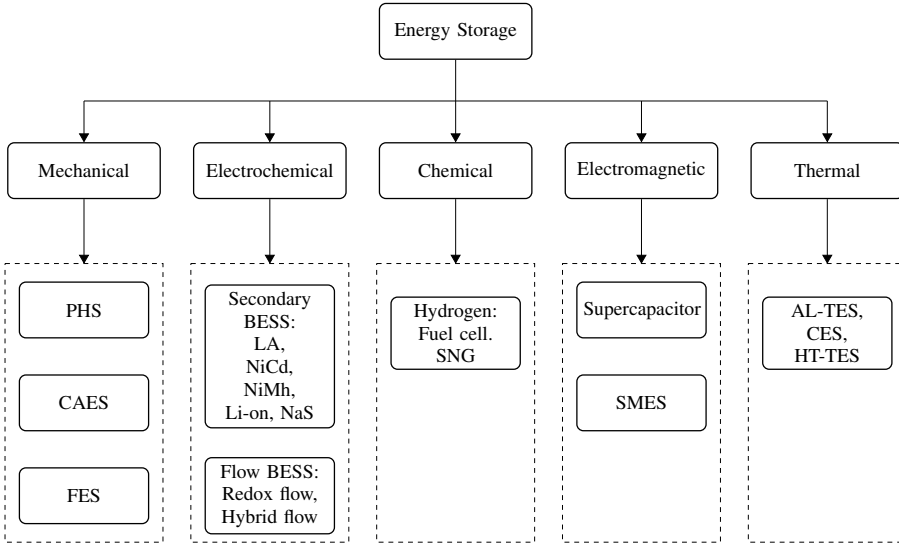 Energy Storage
Mechanical
Electrochemical
Chemical
Electromagnetic
Thermal
PHS
CAES
FES
Secondary
BESS:
LA,
NiCd,
NiMh,
Li-on, NaS
Flow BESS:
Redox flow,
Hybrid flow
Hydrogen:
Fuel cell.
SNG
Supercapacitor
SMES
AL-TES,
CES,
HT-TES